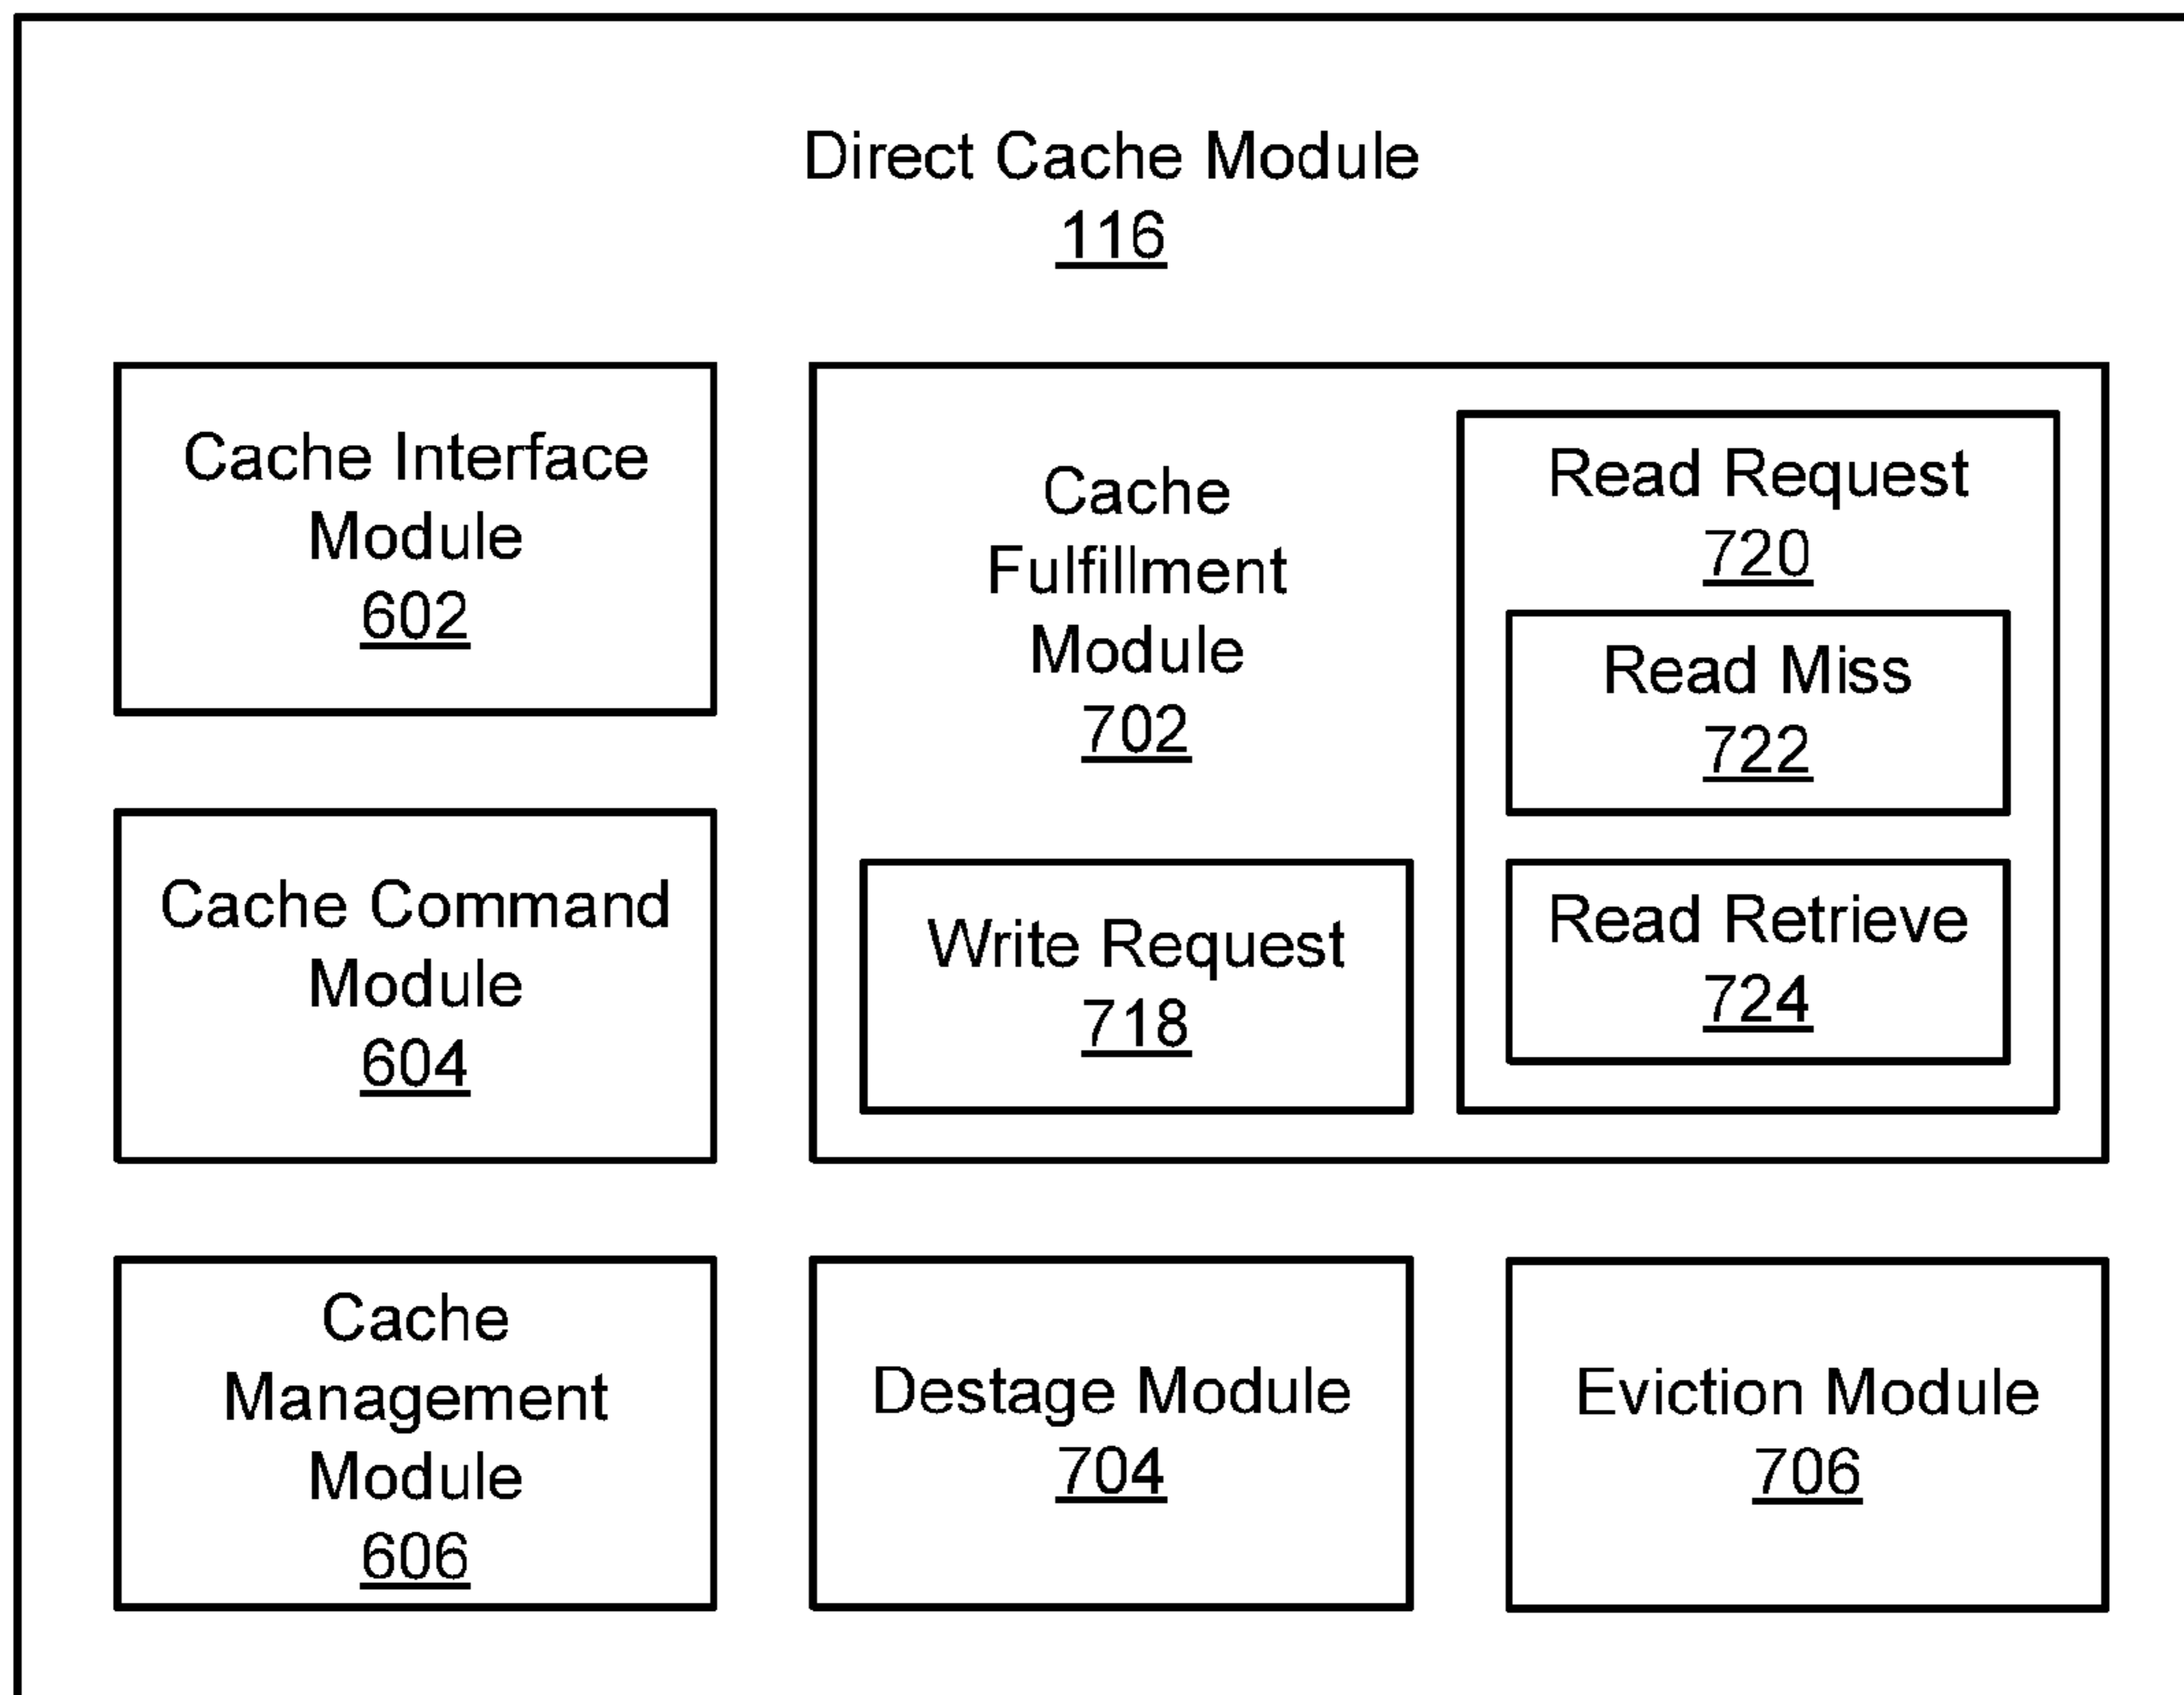 Direct Cache Module
116
Cache Interface
Module
602
Cache
Fulfillment
Module
702
Read Request
720
Read Miss
722
Read Retrieve
724
Write Request
718
Cache Command
Module
604
Cache
Management
Module
606
Destage Module
704
Eviction Module
706